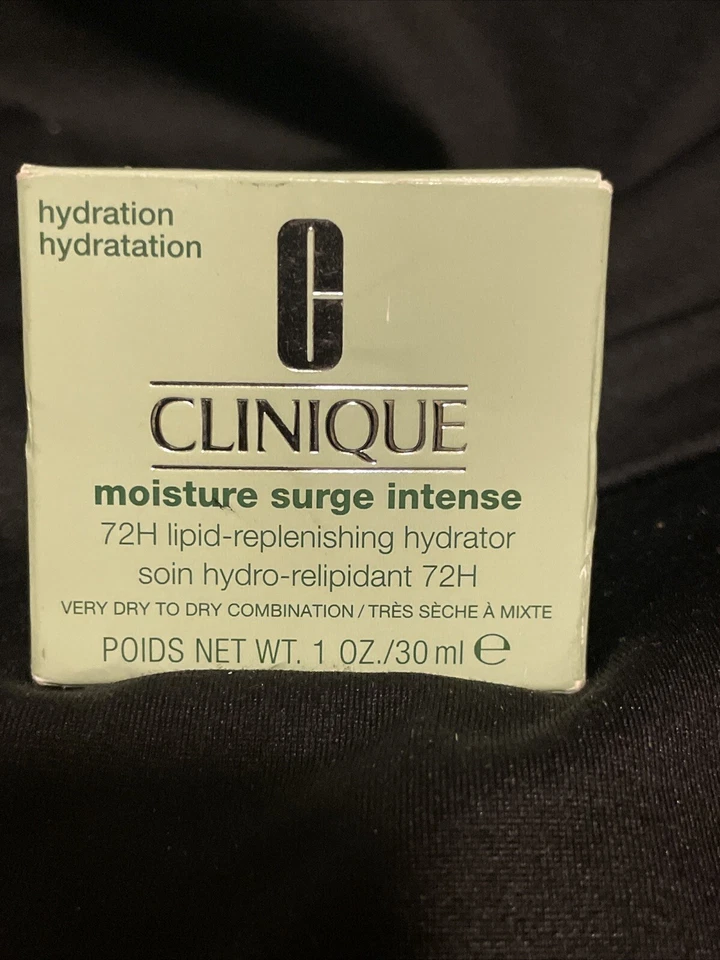 hydration
hydratation
C
CLINIQUE
moisture surge intense
72H lipid-replenishing hydrator
soin hydro-relipidant 72H
VERY DRY TO DRY COMBINATION / TRÈS SÈCHE À MIXTE
POIDS NET WT. 1 OZ./30 ml ℮